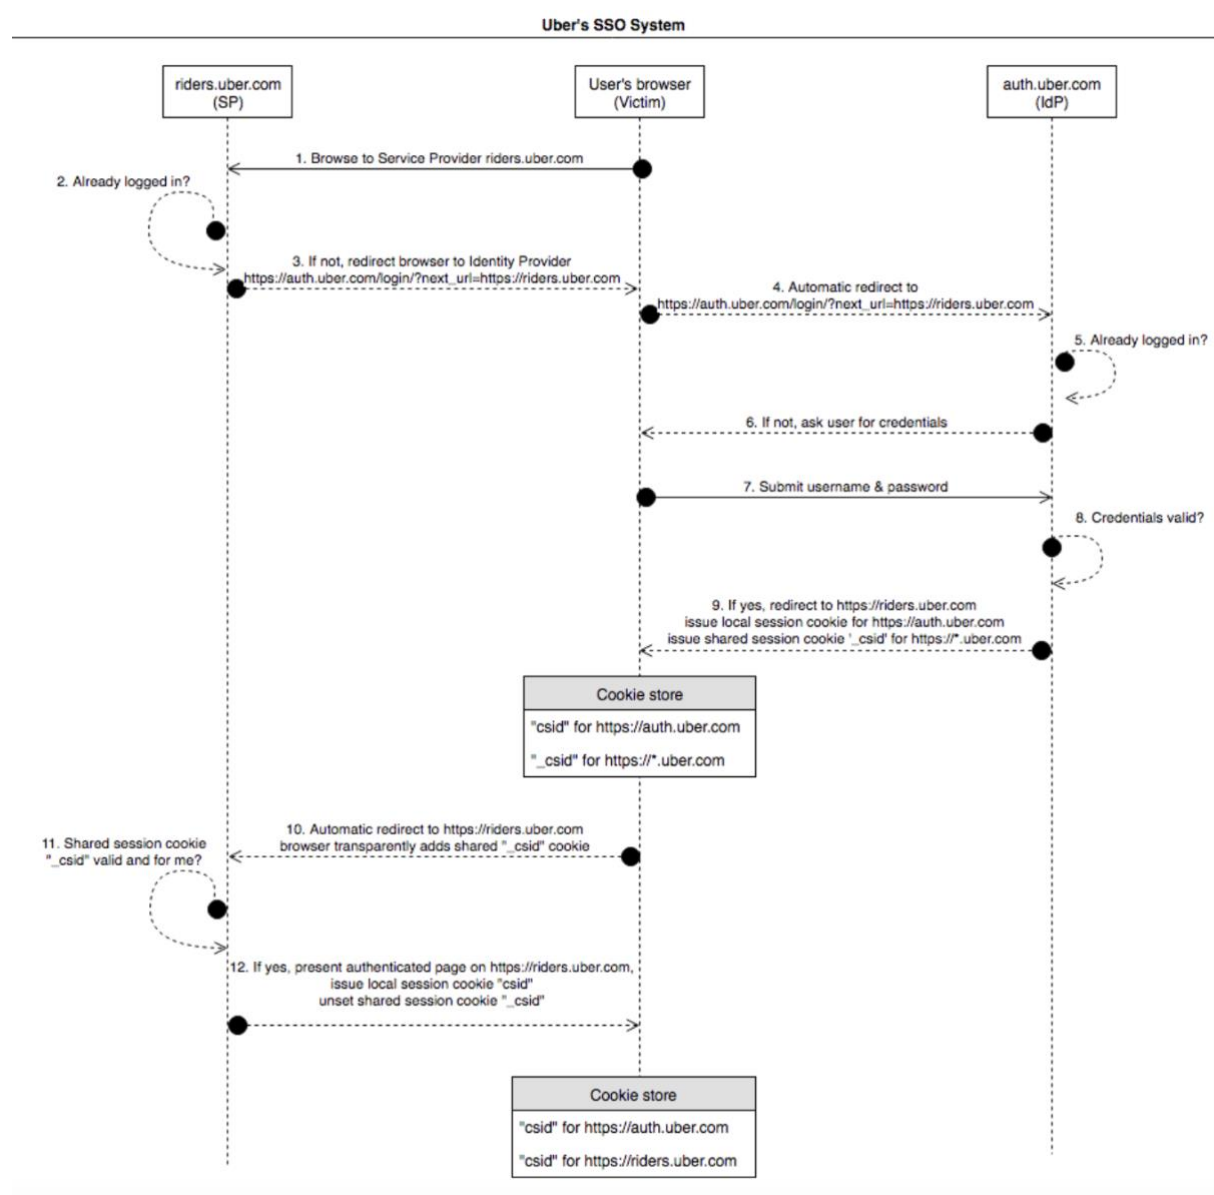 Uber's SSO System
riders.uber.com
(SP)
User's browser
(Victim)
auth.uber.com
(IdP)
1. Browse to Service Provider riders.uber.com
2. Already logged in?
3. If not, redirect browser to Identity Provider
https://auth.uber.com/login/?next_url=https://riders.uber.com
4. Automatic redirect to
https://auth.uber.com/login/?next_url=https://riders.uber.com
5. Already logged in?
6. If not, ask user for credentials
7. Submit username & password
8. Credentials valid?
9. If yes, redirect to https://riders.uber.com
issue local session cookie for https://auth.uber.com
issue shared session cookie '_csid' for https://*.uber.com
Cookie store
"csid" for https://auth.uber.com
"_csid" for https://*.uber.com
10. Automatic redirect to https://riders.uber.com
browser transparently adds shared "_csid" cookie
11. Shared session cookie
"_csid" valid and for me?
12. If yes, present authenticated page on https://riders.uber.com,
issue local session cookie "csid"
unset shared session cookie "_csid"
Cookie store
"csid" for https://auth.uber.com
"csid" for https://riders.uber.com